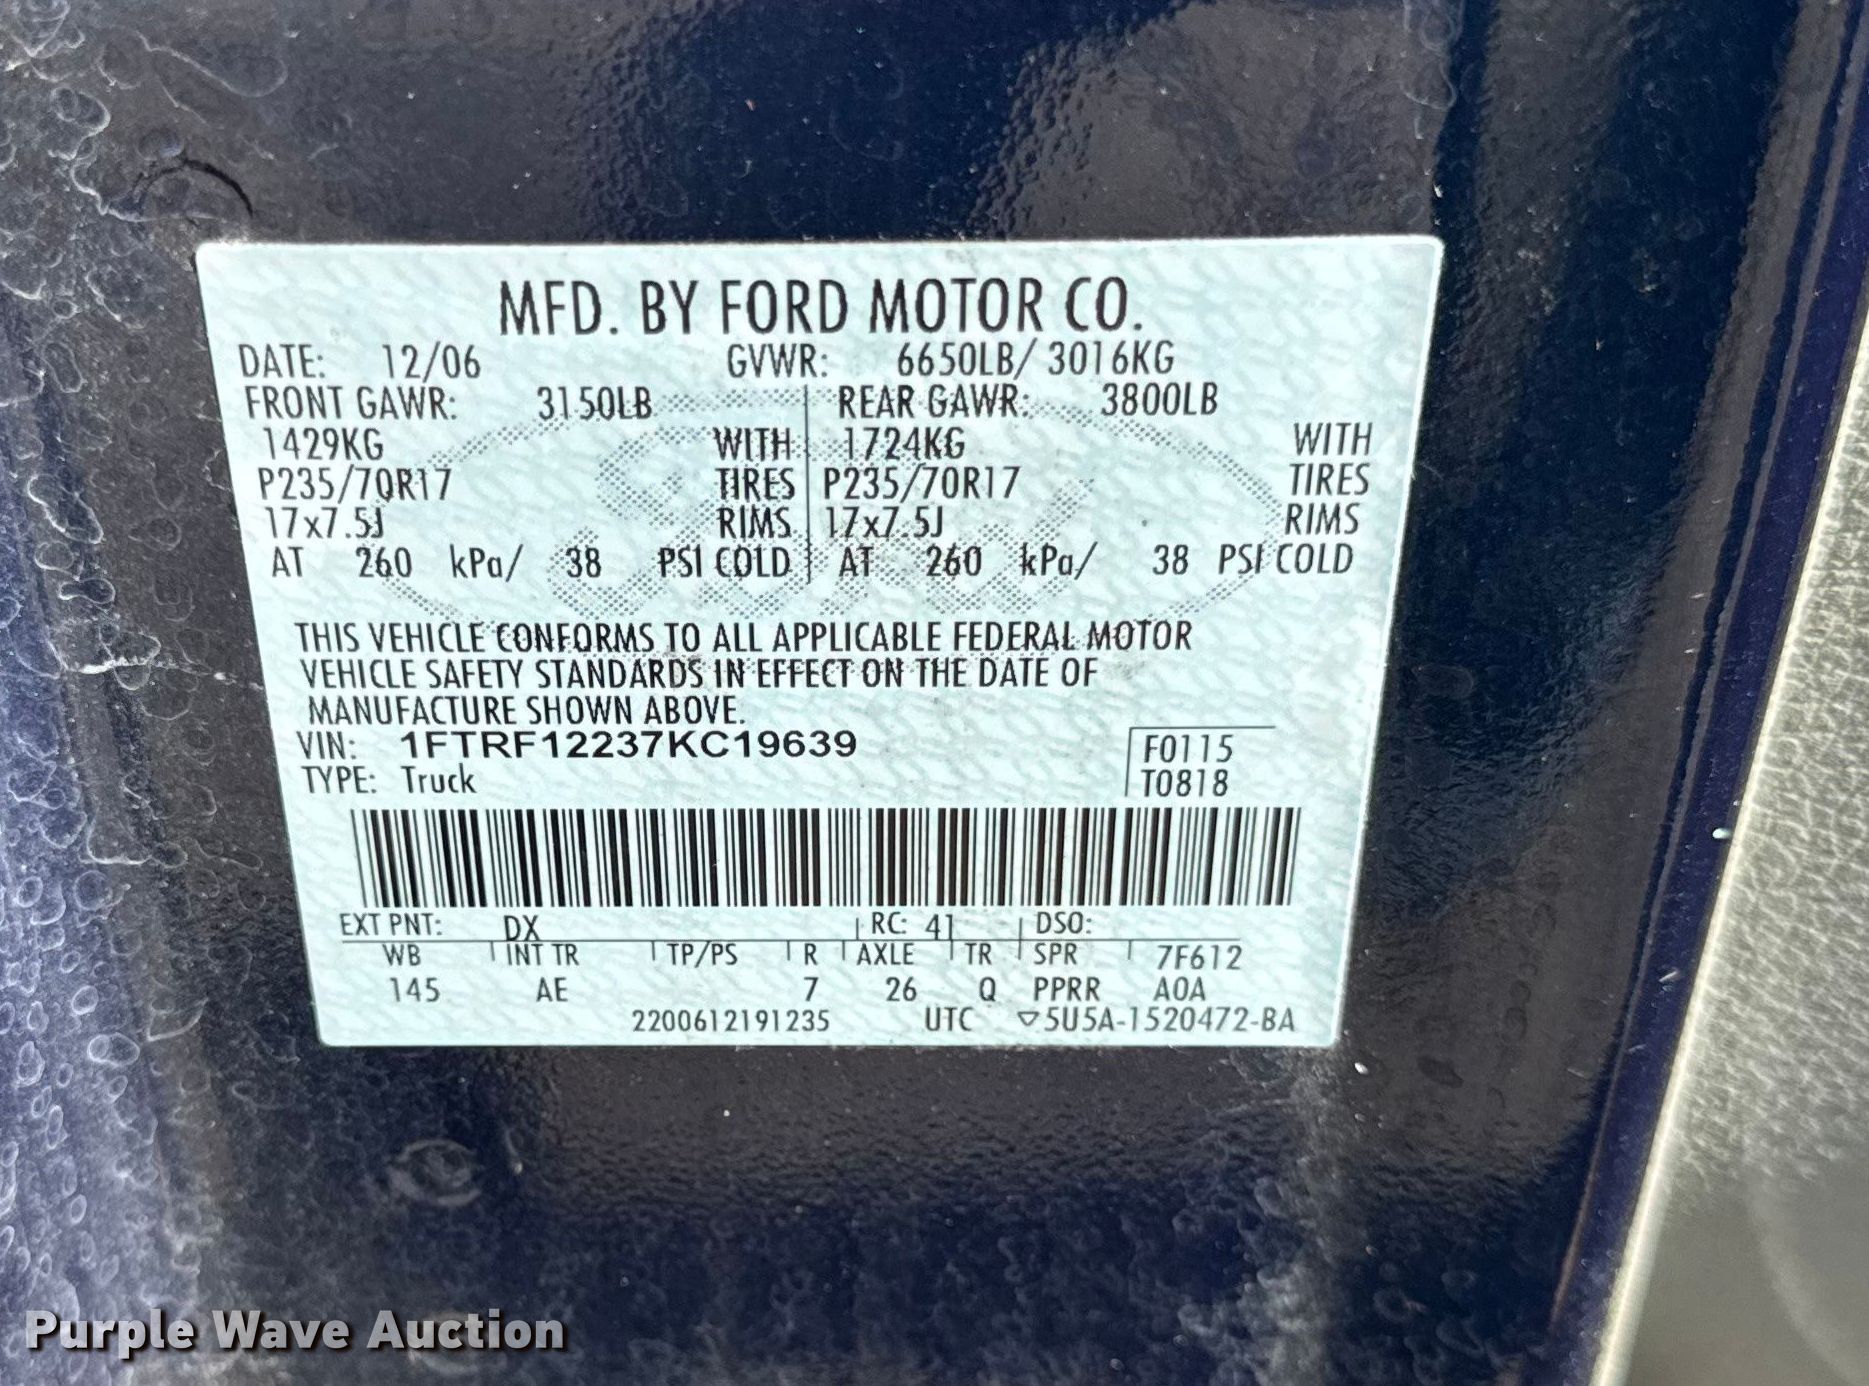 MFD. BY FORD MOTOR CO.
DATE: 12/06 GVWR: 6650LB/ 3016KG
FRONT GAWR: 3150LB REAR GAWR: 3800LB
1429KG WITH 1724KG WITH
P235/70R17 TIRES P235/70R17 TIRES
17x7.5J RIMS 17x7.5J RIMS
AT 260 kPa/ 38 PSI COLD AT 260 kPa/ 38 PSI COLD
THIS VEHICLE CONFORMS TO ALL APPLICABLE FEDERAL MOTOR
VEHICLE SAFETY STANDARDS IN EFFECT ON THE DATE OF
MANUFACTURE SHOWN ABOVE.
VIN: 1FTRF12237KC19639 F0115
TYPE: Truck T0818
EXT PNT: DX RC: 41 DSO:
WB INT TR TP/PS R AXLE TR SPR 7F612
145 AE 7 26 Q PPRR A0A
2200612191235 UTC ▽5U5A-1520472-BA
Purple Wave Auction